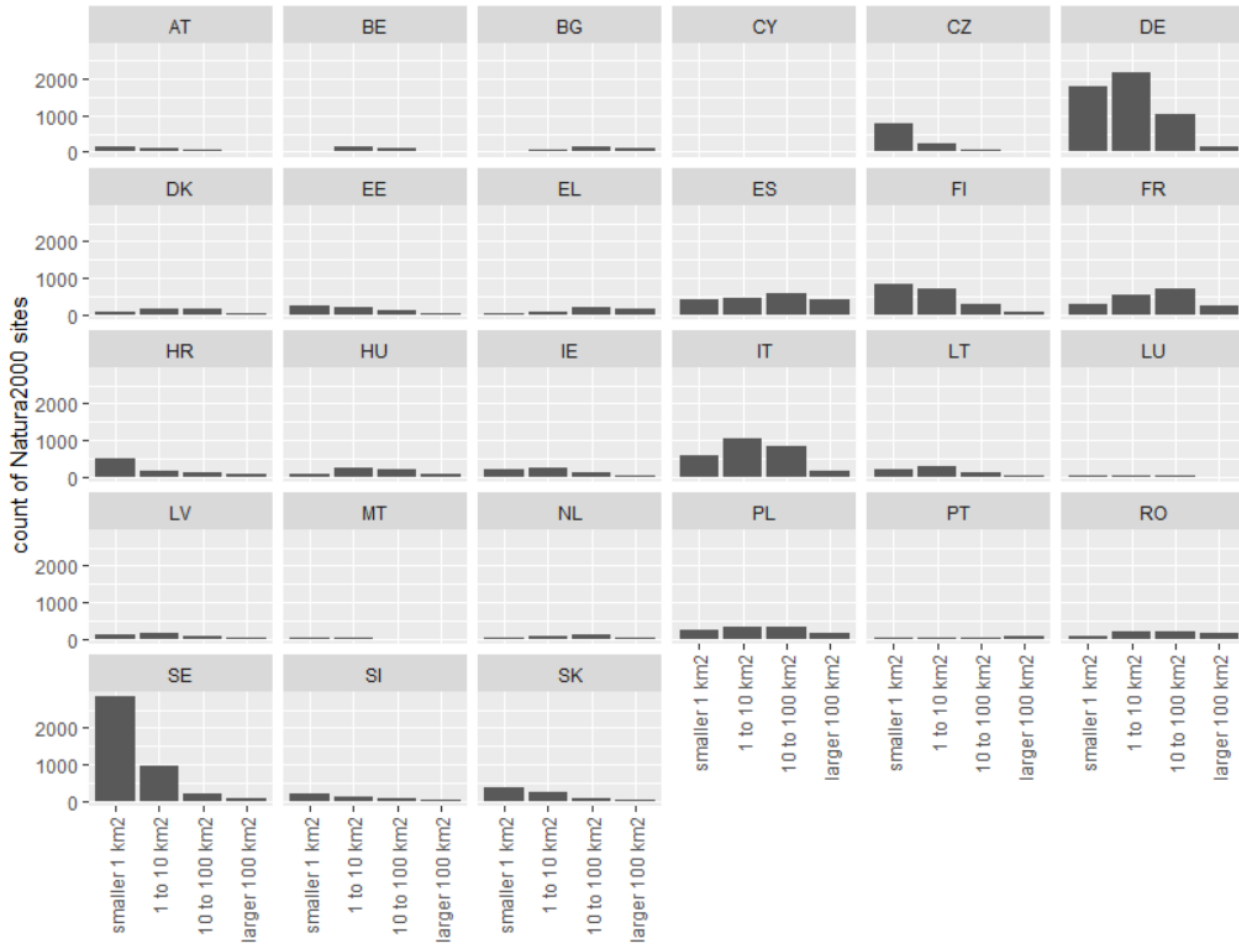 AT BE BG CY CZ DE
2000
1000
0
DK EE EL ES FI FR
2000
1000
0
HR HU IE IT LT LU
2000
1000
0
LV MT NL PL PT RO
2000
1000
0
SE SI SK
2000
1000
0
count of Natura2000 sites
smaller 1 km2
1 to 10 km2
10 to 100 km2
larger 100 km2
smaller 1 km2
1 to 10 km2
10 to 100 km2
larger 100 km2
smaller 1 km2
1 to 10 km2
10 to 100 km2
larger 100 km2
smaller 1 km2
1 to 10 km2
10 to 100 km2
larger 100 km2
smaller 1 km2
1 to 10 km2
10 to 100 km2
larger 100 km2
smaller 1 km2
1 to 10 km2
10 to 100 km2
larger 100 km2